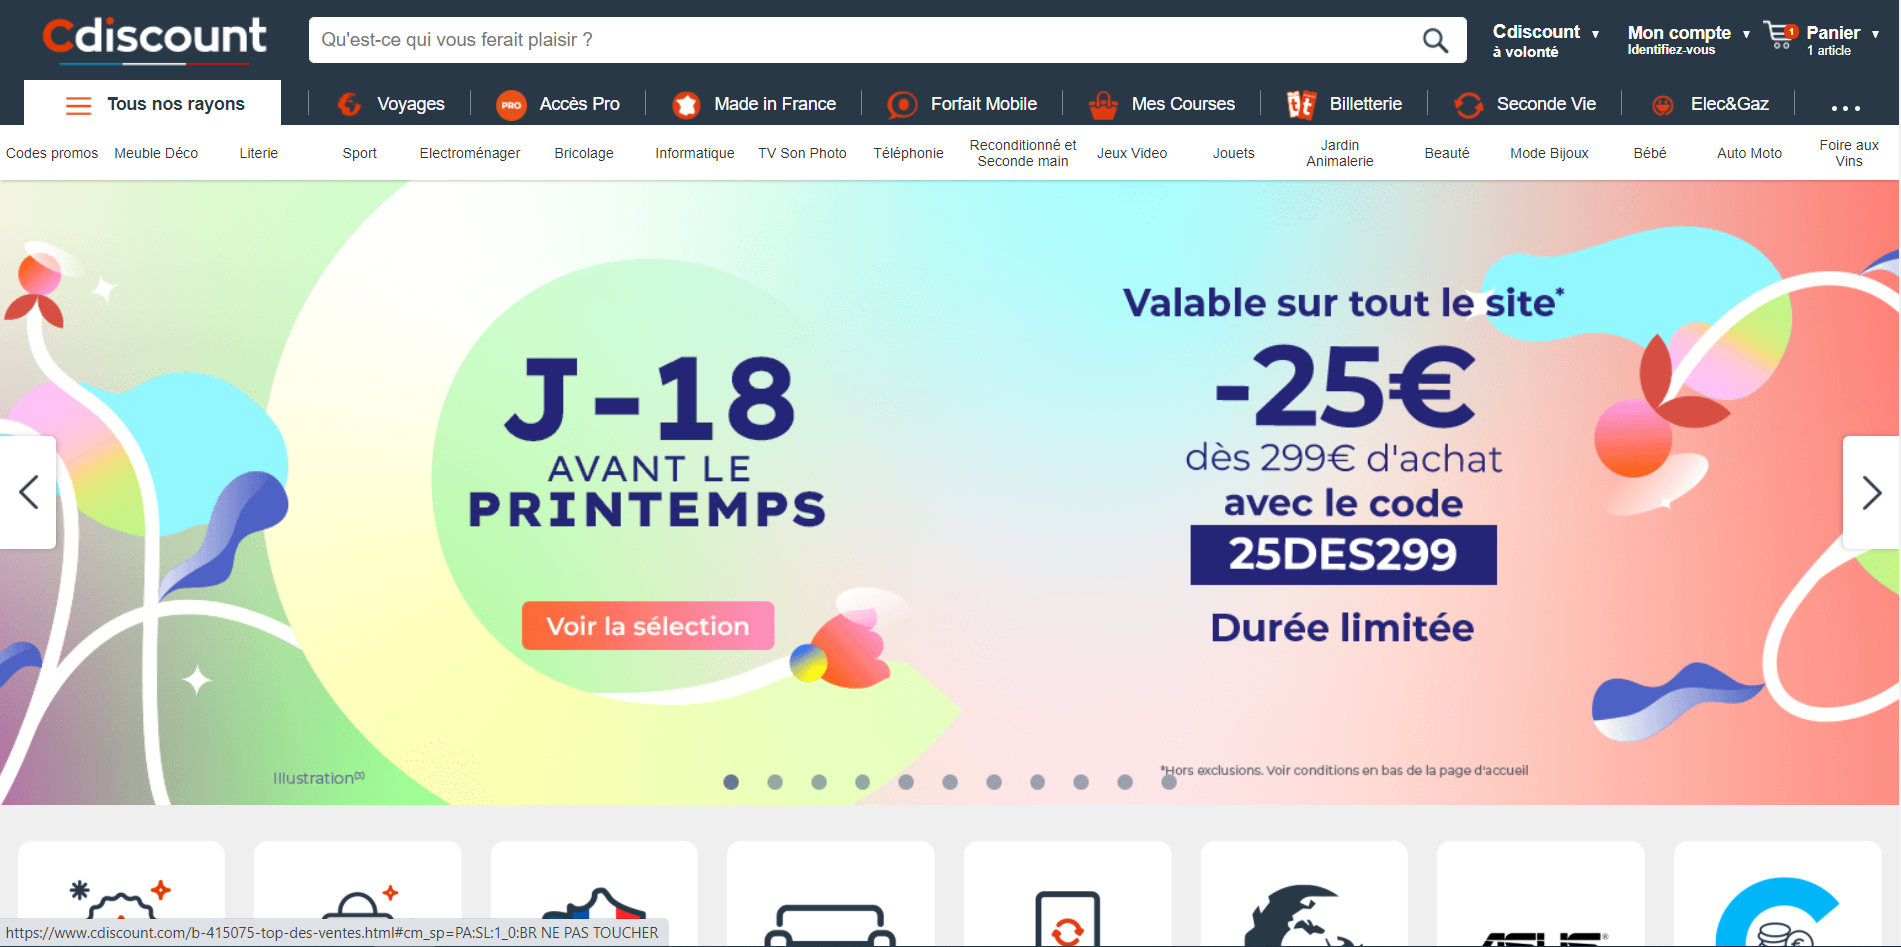 Cdiscount
Qu'est-ce qui vous ferait plaisir ?
Cdiscount
à volonté
Mon compte
Identifiez-vous
1
Panier
1 article
Tous nos rayons
Voyages
PRO
Accès Pro
Made in France
Forfait Mobile
Mes Courses
Billetterie
Seconde Vie
Elec&Gaz
...
Codes promos
Meuble Déco
Literie
Sport
Electroménager
Bricolage
Informatique
TV Son Photo
Téléphonie
Reconditionné et
Seconde main
Jeux Video
Jouets
Jardin
Animalerie
Beauté
Mode Bijoux
Bébé
Auto Moto
Foire aux
Vins
J-18
AVANT LE
PRINTEMPS
Voir la sélection
Valable sur tout le site*
-25€
dès 299€ d'achat
avec le code
25DES299
Durée limitée
Illustration(3)
*Hors exclusions. Voir conditions en bas de la page d'accueil
ASUS
https://www.cdiscount.com/b-415075-top-des-ventes.html#cm_sp=PA:SL:1_0:BR NE PAS TOUCHER